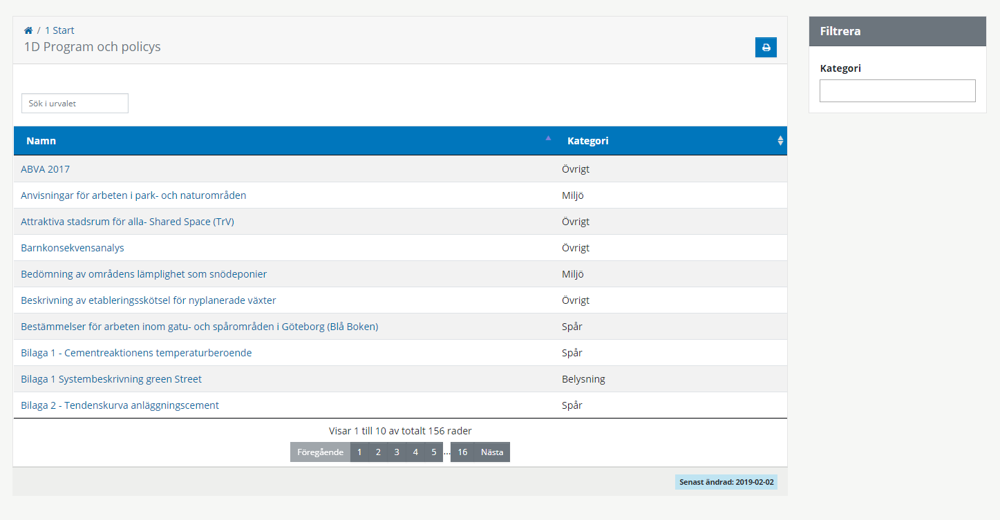 / 1 Start
1D Program och policys
Filtrera
Kategori
Sök i urvalet
Namn Kategori
ABVA 2017 Övrigt
Anvisningar för arbeten i park- och naturområden Miljö
Attraktiva stadsrum för alla- Shared Space (TrV) Övrigt
Barnkonsekvensanalys Övrigt
Bedömning av områdens lämplighet som snödeponier Miljö
Beskrivning av etableringsskötsel för nyplanerade växter Övrigt
Bestämmelser för arbeten inom gatu- och spårområden i Göteborg (Blå Boken) Spår
Bilaga 1 - Cementreaktionens temperaturberoende Spår
Bilaga 1 Systembeskrivning green Street Belysning
Bilaga 2 - Tendenskurva anläggningscement Spår
Visar 1 till 10 av totalt 156 rader
Föregående 1 2 3 4 5 ... 16 Nästa
Senast ändrad: 2019-02-02